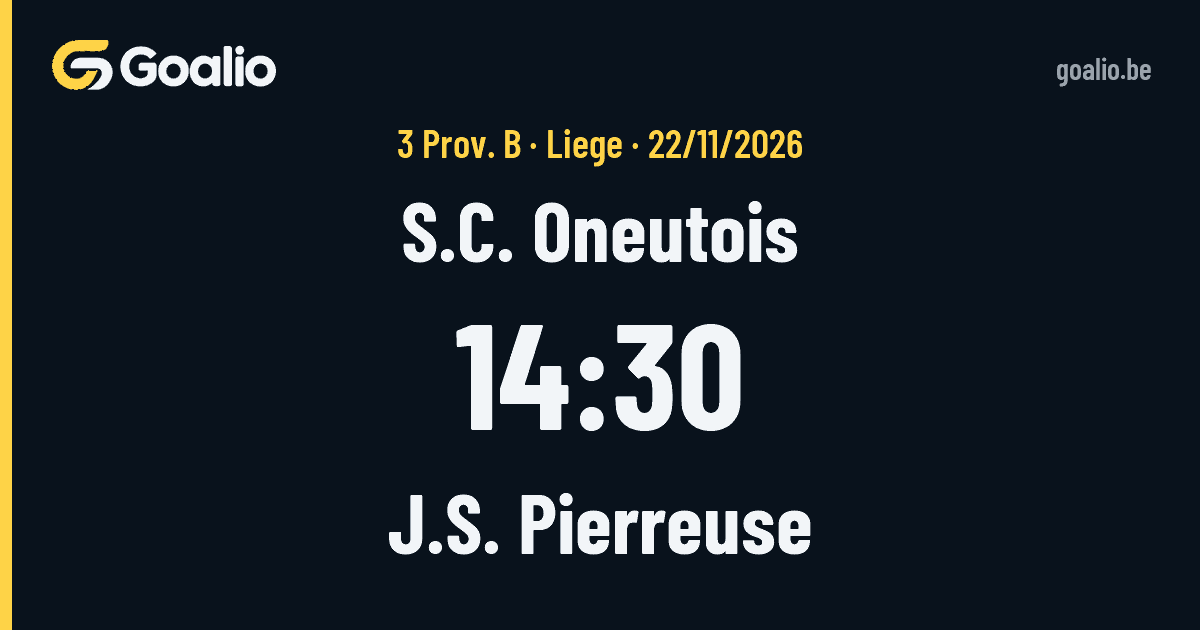 Goalio
goalio.be
3 Prov. B · Liege · 22/11/2026
S.C. Oneutois
14:30
J.S. Pierreuse